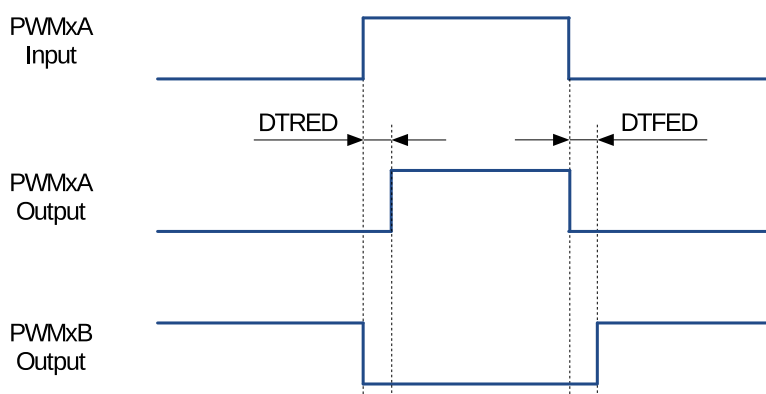 PWMxA
Input
DTRED
DTFED
PWMxA
Output
PWMxB
Output